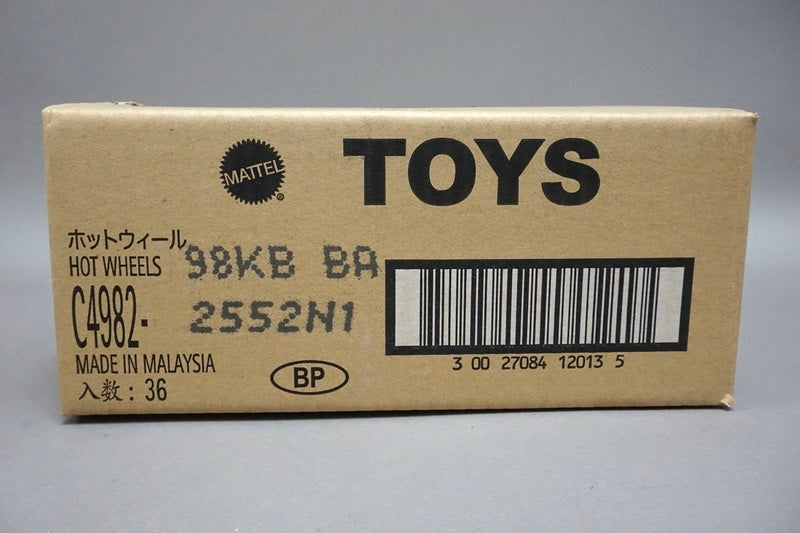 MATTEL®
TOYS
ホットウィール
HOT WHEELS
98KB BA
C4982-
2552N1
MADE IN MALAYSIA
入数: 36
BP
3 00 27084 12013 5